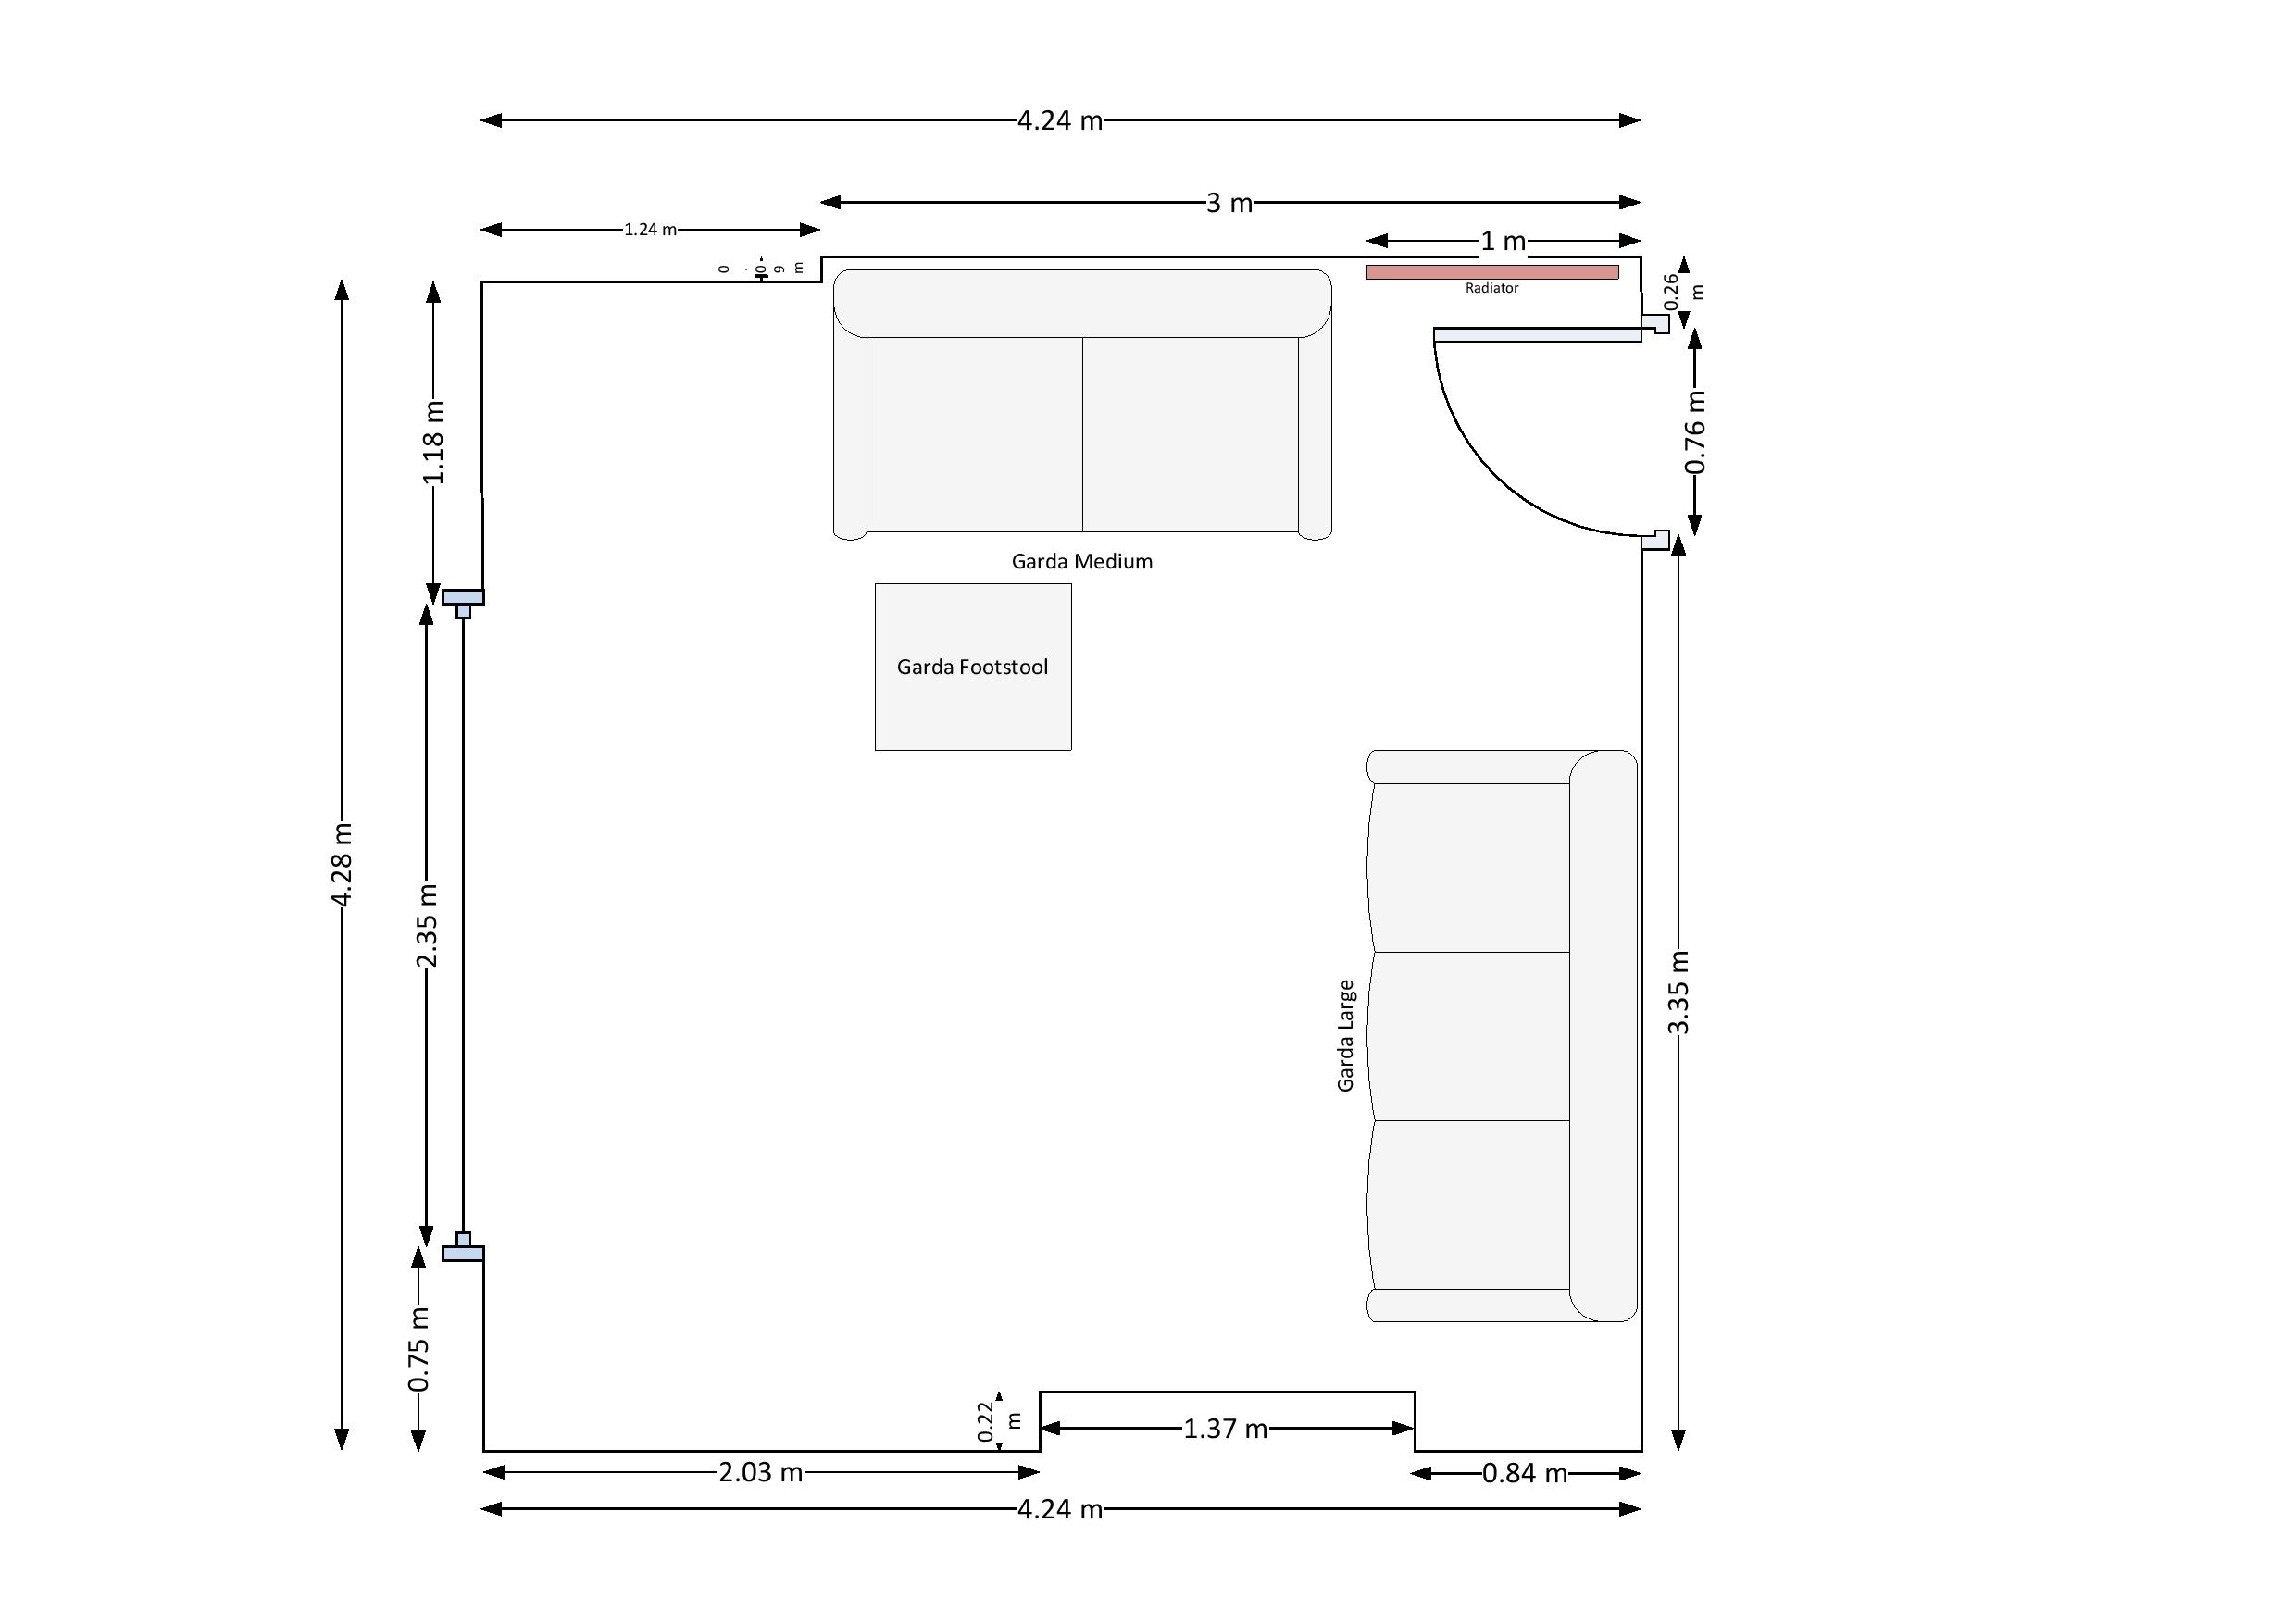 4.24 m
3 m
1.24 m
1 m
0.09 m
0.26 m
Radiator
1.18 m
0.76 m
Garda Medium
Garda Footstool
4.28 m
2.35 m
3.35 m
Garda Large
0.75 m
0.22 m
1.37 m
2.03 m
0.84 m
4.24 m